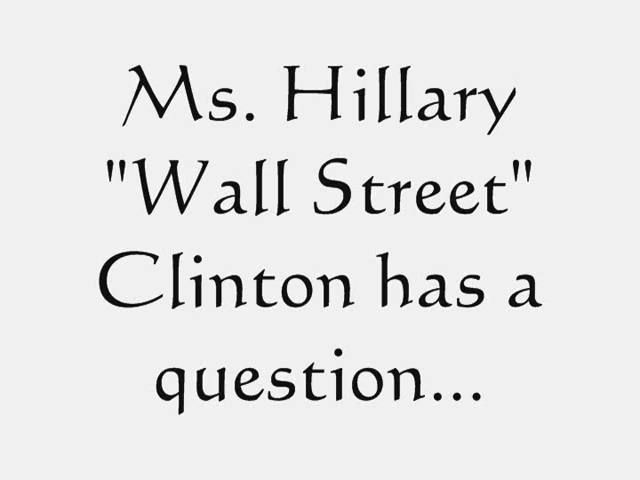 Ms. Hillary
"Wall Street"
Clinton has a
question...